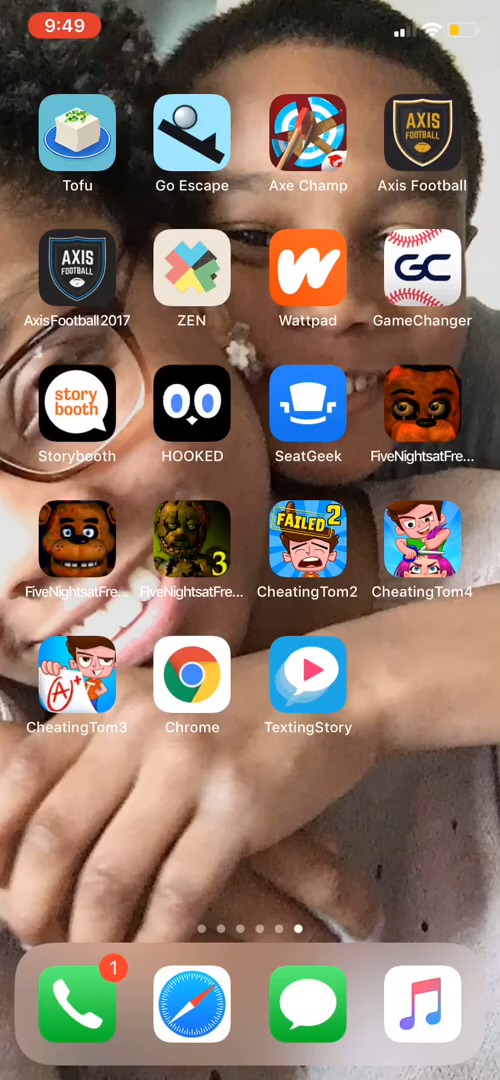 9:49
Tofu
Go Escape
Axe Champ
AXIS
FOOTBALL
Axis Football
AXIS
FOOTBALL
AxisFootball2017
ZEN
Wattpad
GC
GameChanger
story
booth
Storybooth
HOOKED
SeatGeek
FiveNightsatFre...
FiveNightsatFre...
3
FiveNightsatFre...
FAILED 2
CheatingTom2
CheatingTom4
A+
CheatingTom3
Chrome
TextingStory
1